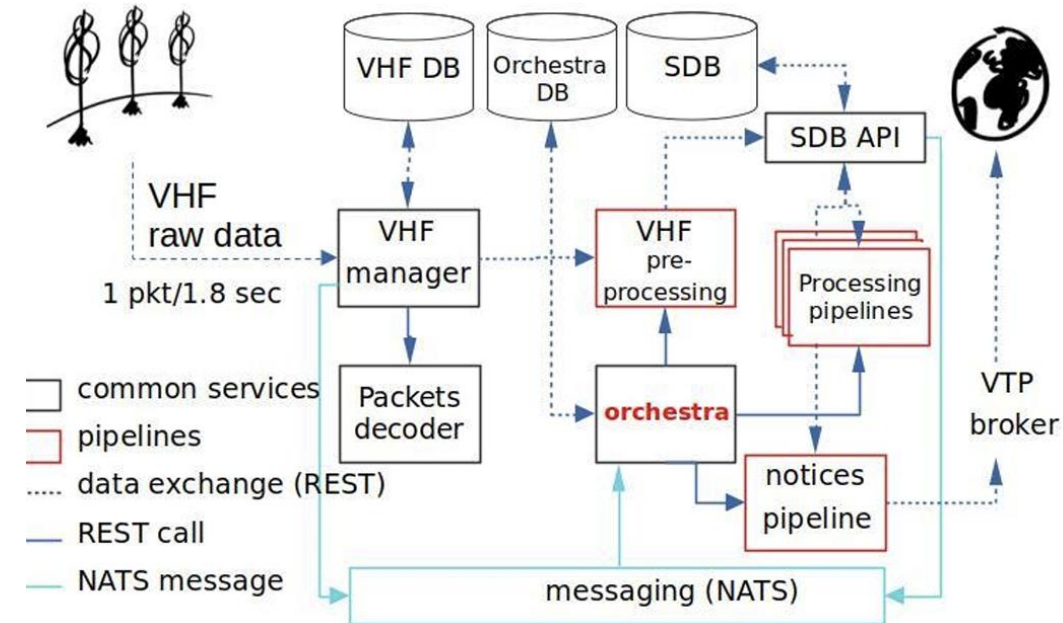 VHF DB
Orchestra
DB
SDB
SDB API
VHF
raw data
1 pkt/1.8 sec
VHF
manager
VHF
pre-
processing
Processing
pipelines
Packets
decoder
orchestra
notices
pipeline
VTP
broker
common services
pipelines
data exchange (REST)
REST call
NATS message
messaging (NATS)